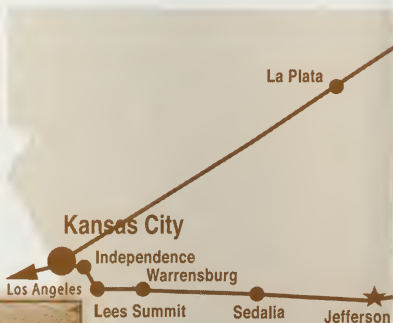 La Plata
Kansas City
Independence
Warrensburg
Los Angeles
Lees Summit
Sedalia
Jefferson